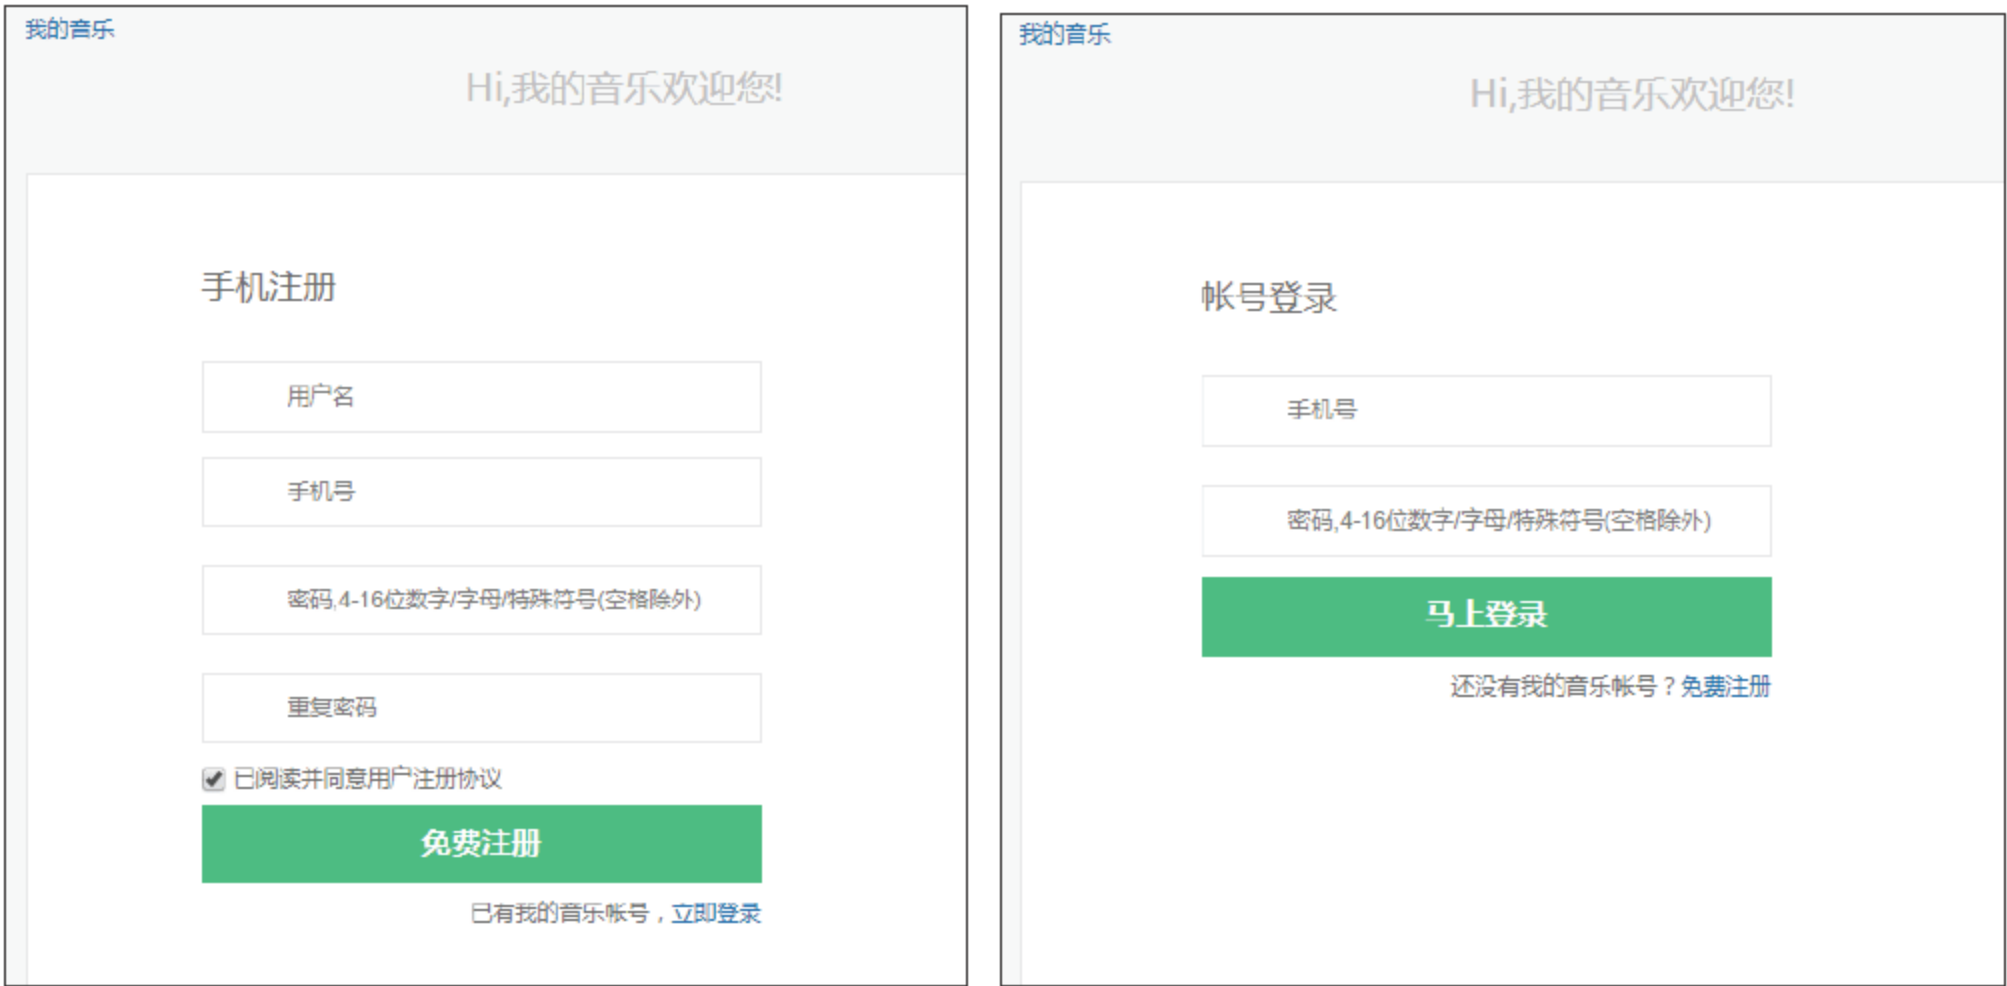 我的音乐
Hi,我的音乐欢迎您!
手机注册
用户名
手机号
密码,4-16位数字/字母/特殊符号(空格除外)
重复密码
已阅读并同意用户注册协议
免费注册
已有我的音乐帐号，立即登录
我的音乐
Hi,我的音乐欢迎您!
帐号登录
手机号
密码,4-16位数字/字母/特殊符号(空格除外)
马上登录
还没有我的音乐帐号？免费注册